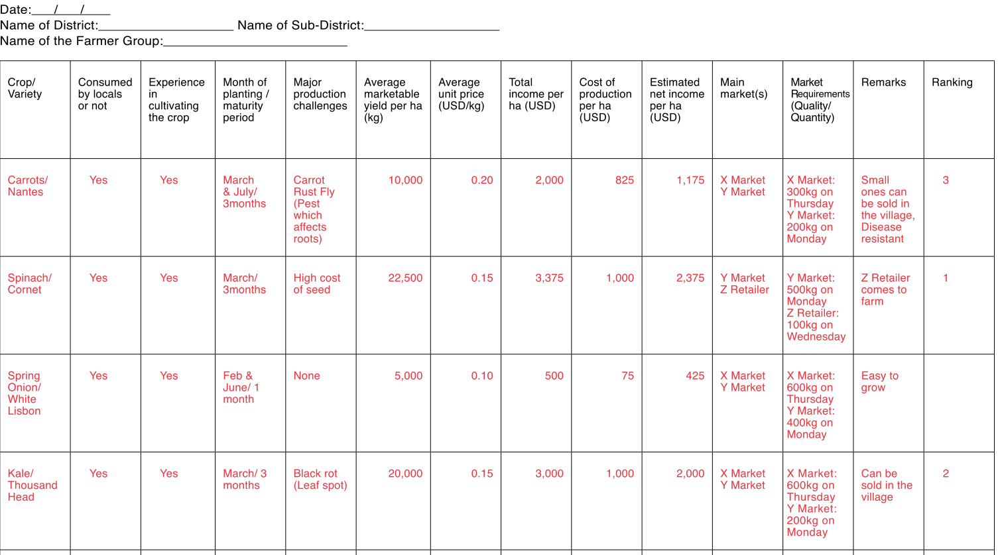 Date:___/___/____
Name of District:___________________ Name of Sub-District:___________________
Name of the Farmer Group:__________________________
Crop/
Variety
Consumed
by locals
or not
Experience
in
cultivating
the crop
Month of
planting /
maturity
period
Major
production
challenges
Average
marketable
yield per ha
(kg)
Average
unit price
(USD/kg)
Total
income per
ha (USD)
Cost of
production
per ha
(USD)
Estimated
net income
per ha
(USD)
Main
market(s)
Market
Requirements
(Quality/
Quantity)
Remarks
Ranking
Carrots/
Nantes
Yes
Yes
March
& July/
3months
Carrot
Rust Fly
(Pest
which
affects
roots)
10,000
0.20
2,000
825
1,175
X Market
Y Market
X Market:
300kg on
Thursday
Y Market:
200kg on
Monday
Small
ones can
be sold in
the village,
Disease
resistant
3
Spinach/
Cornet
Yes
Yes
March/
3months
High cost
of seed
22,500
0.15
3,375
1,000
2,375
Y Market
Z Retailer
Y Market:
500kg on
Monday
Z Retailer:
100kg on
Wednesday
Z Retailer
comes to
farm
1
Spring
Onion/
White
Lisbon
Yes
Yes
Feb &
June/ 1
month
None
5,000
0.10
500
75
425
X Market
Y Market
X Market:
600kg on
Thursday
Y Market:
400kg on
Monday
Easy to
grow
Kale/
Thousand
Head
Yes
Yes
March/ 3
months
Black rot
(Leaf spot)
20,000
0.15
3,000
1,000
2,000
X Market
Y Market
X Market:
600kg on
Thursday
Y Market:
200kg on
Monday
Can be
sold in the
village
2